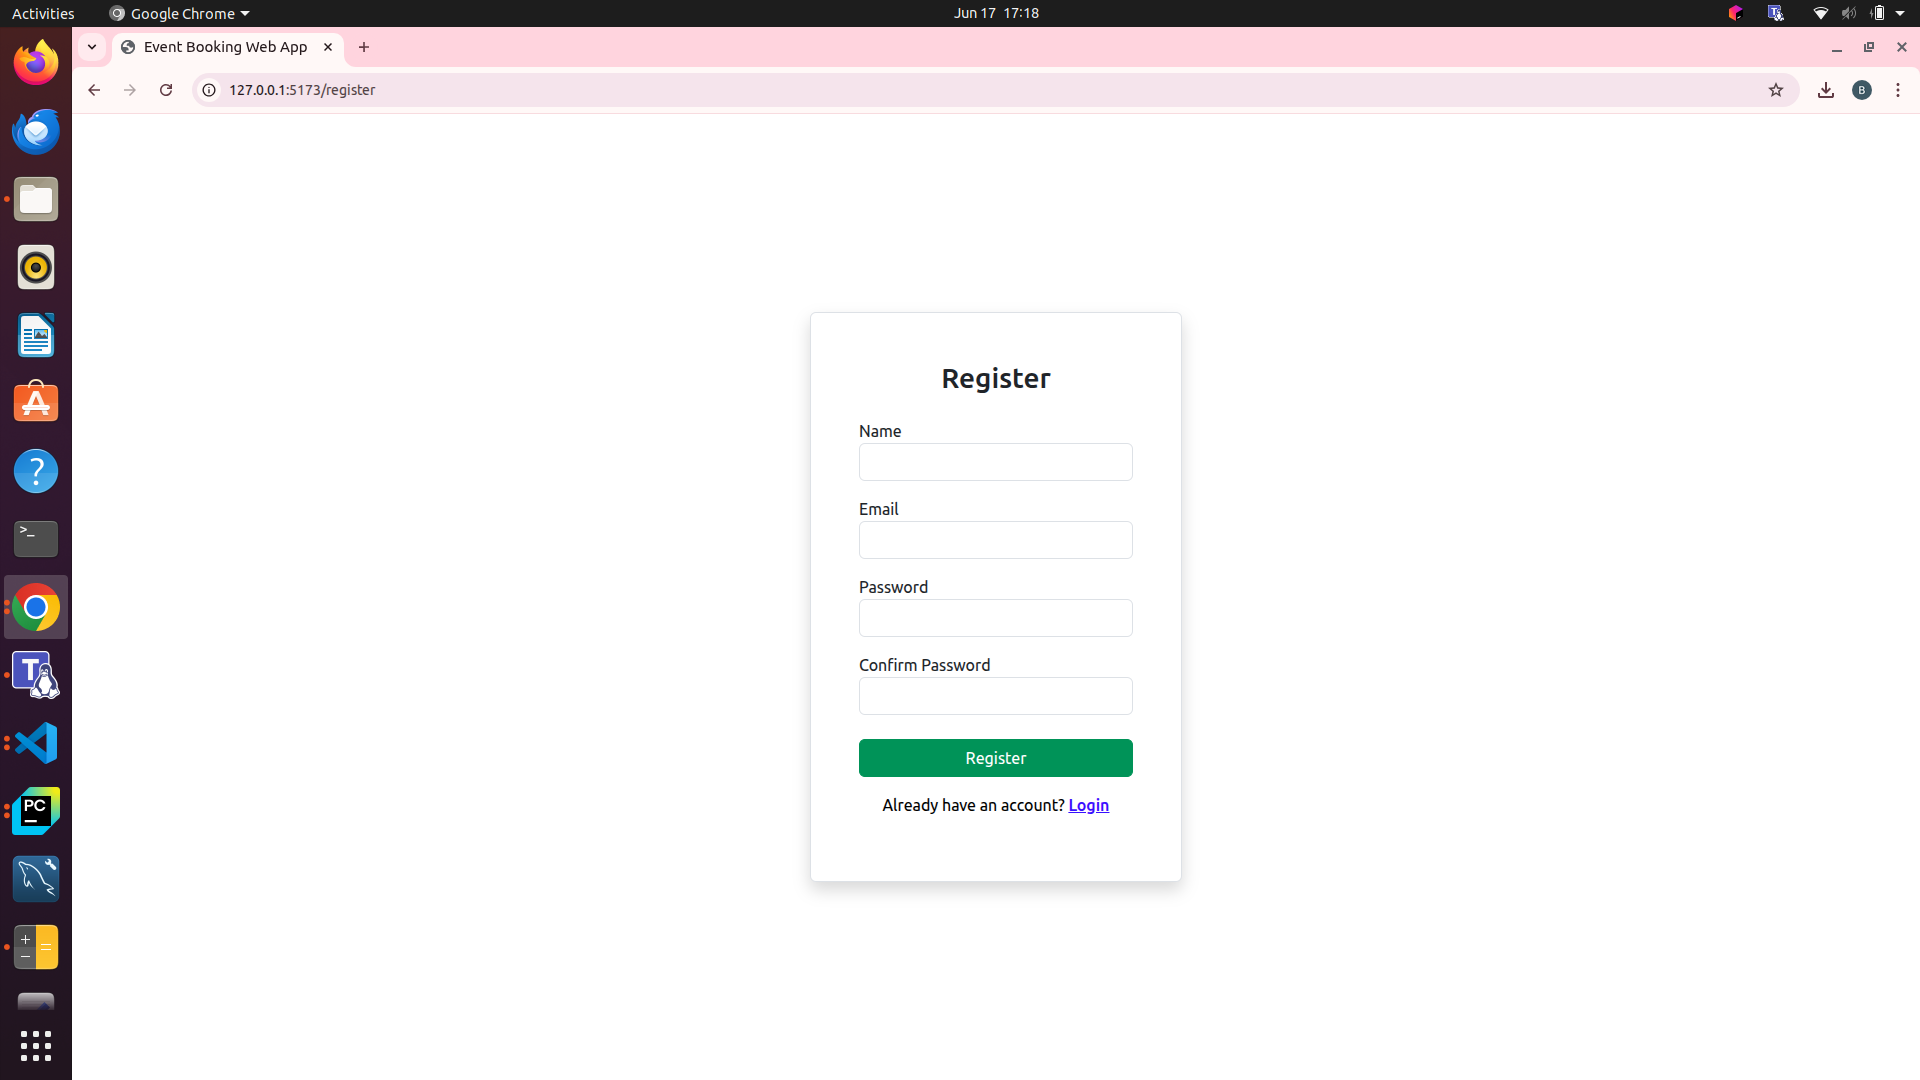 Activities
Google Chrome
Jun 17 17:18
T
Event Booking Web App
127.0.0.1:5173/register
B
Register
Name
Email
Password
Confirm Password
Register
Already have an account? Login
?
>_
T
PC